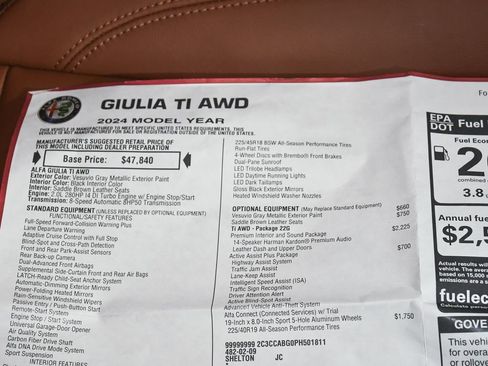 GIULIA TI AWD
2024 MODEL YEAR
THIS VEHICLE IS MANUFACTURED TO MEET SPECIFIC UNITED STATES REQUIREMENTS. THIS
VEHICLE IS NOT MANUFACTURED FOR SALE OR REGISTRATION OUTSIDE OF THE UNITED STATES.
MANUFACTURER'S SUGGESTED RETAIL PRICE OF
THIS MODEL INCLUDING DEALER PREPARATION
Base Price: $47,840
ALFA GIULIA TI AWD
Exterior Color: Vesuvio Gray Metallic Exterior Paint
Interior Color: Black Interior Color
Interior: Saddle Brown Leather Seats
Engine: 2.0L 280HP I4 DI Turbo Engine w/ Engine Stop/Start
Transmission: 8-Speed Automatic 8HP50 Transmission
STANDARD EQUIPMENT (UNLESS REPLACED BY OPTIONAL EQUIPMENT)
FUNCTIONAL/SAFETY FEATURES
Full-Speed Forward-Collision Warning Plus
Lane Departure Warning
Adaptive Cruise Control with Full Stop
Blind-Spot and Cross-Path Detection
Front and Rear Park-Assist Sensors
Rear Back-up Camera
Dual-Advanced Front Airbags
Supplemental Side-Curtain Front and Rear Air Bags
LATCH-Ready Child-Seat Anchor System
Automatic-Dimming Exterior Mirrors
Power-Folding Heated Mirrors
Rain-Sensitive Windshield Wipers
Passive Entry / Push-Button Start
Remote-Start System
Engine Stop / Start System
Universal Garage-Door Opener
Air Quality System
Carbon Fiber Drive Shaft
Alfa DNA Drive Mode System
Sport Suspension
INTERIOR FEATURES
225/45R18 BSW All-Season Performance Tires
Run-Flat Tires
4-Wheel Discs with Brembo® Front Brakes
Dual-Pane Sunroof
LED Trilobe Headlamps
LED Daytime Running Lights
LED Dark Taillamps
Gloss Black Exterior Mirrors
Heated Windshield Washer Nozzles
OPTIONAL EQUIPMENT (May Replace Standard Equipment)
Vesuvio Gray Metallic Exterior Paint $660
Saddle Brown Leather Seats $750
Ti AWD - Package 22G $2,225
Premium Interior and Sound Package
14-Speaker Harman Kardon® Premium Audio
Leather Dash and Upper Doors
Active Assist Plus Package $700
Highway Assist System
Traffic Jam Assist
Lane-Keep Assist
Intelligent Speed Assist (ISA)
Traffic Sign Recognition
Driver Attention Alert
Active Blind-Spot Assist
Advanced Vehicle Anti-Theft System
Alfa Connect (Connected Services) w/ Trial
19-Inch x 8.0-Inch Sport 5-Hole Aluminum Wheels $1,750
225/40R19 All-Season Performance Tires
99999999 2C3CCABG0PH501811
482-02-09
SHELTON JC
EPA
DOT
Fuel
Fuel Econ
combined
3.8
Annual fuel
$2,5
Actual results will
fuelec
GOVE
This vehi